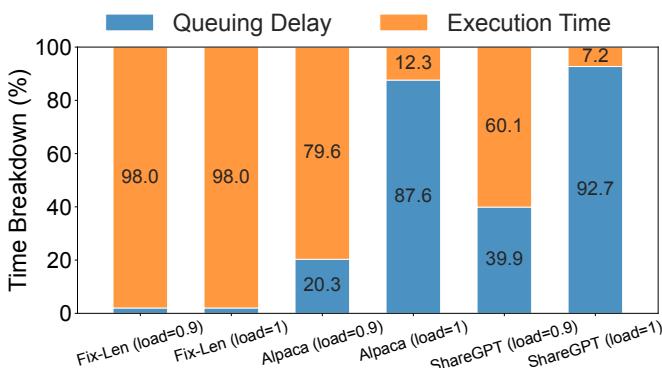 Queuing Delay Execution Time
Time Breakdown (%)
100
80
60
40
20
0
98.0
98.0
79.6
20.3
12.3
87.6
60.1
39.9
7.2
92.7
Fix-Len (load=0.9)
Fix-Len (load=1)
Alpaca (load=0.9)
Alpaca (load=1)
ShareGPT (load=0.9)
ShareGPT (load=1)